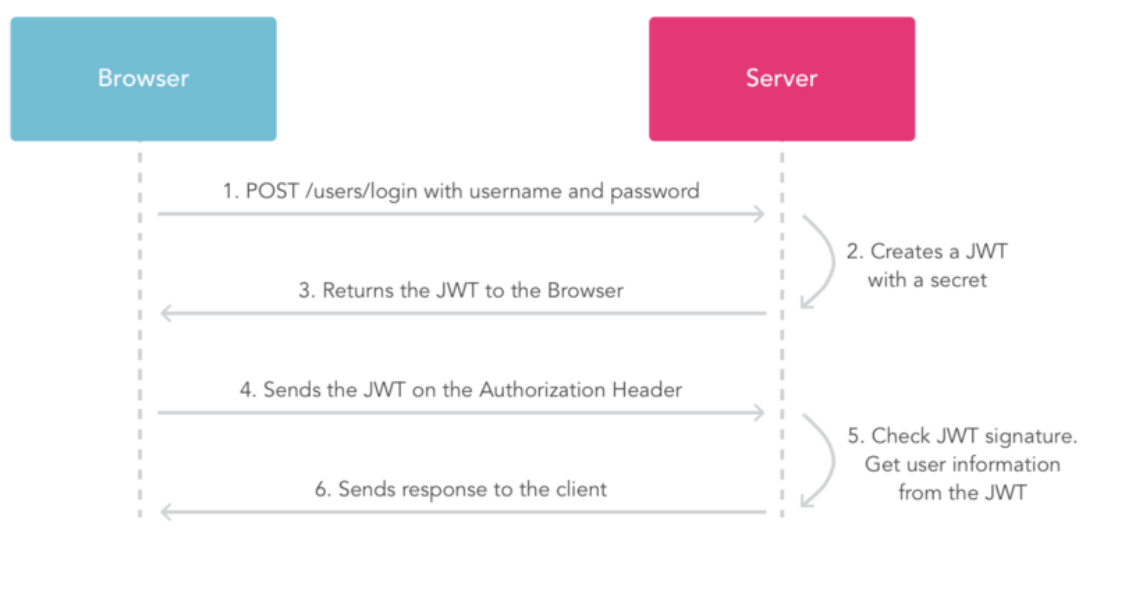 Browser
Server
1. POST /users/login with username and password
2. Creates a JWT
with a secret
3. Returns the JWT to the Browser
4. Sends the JWT on the Authorization Header
5. Check JWT signature.
Get user information
from the JWT
6. Sends response to the client